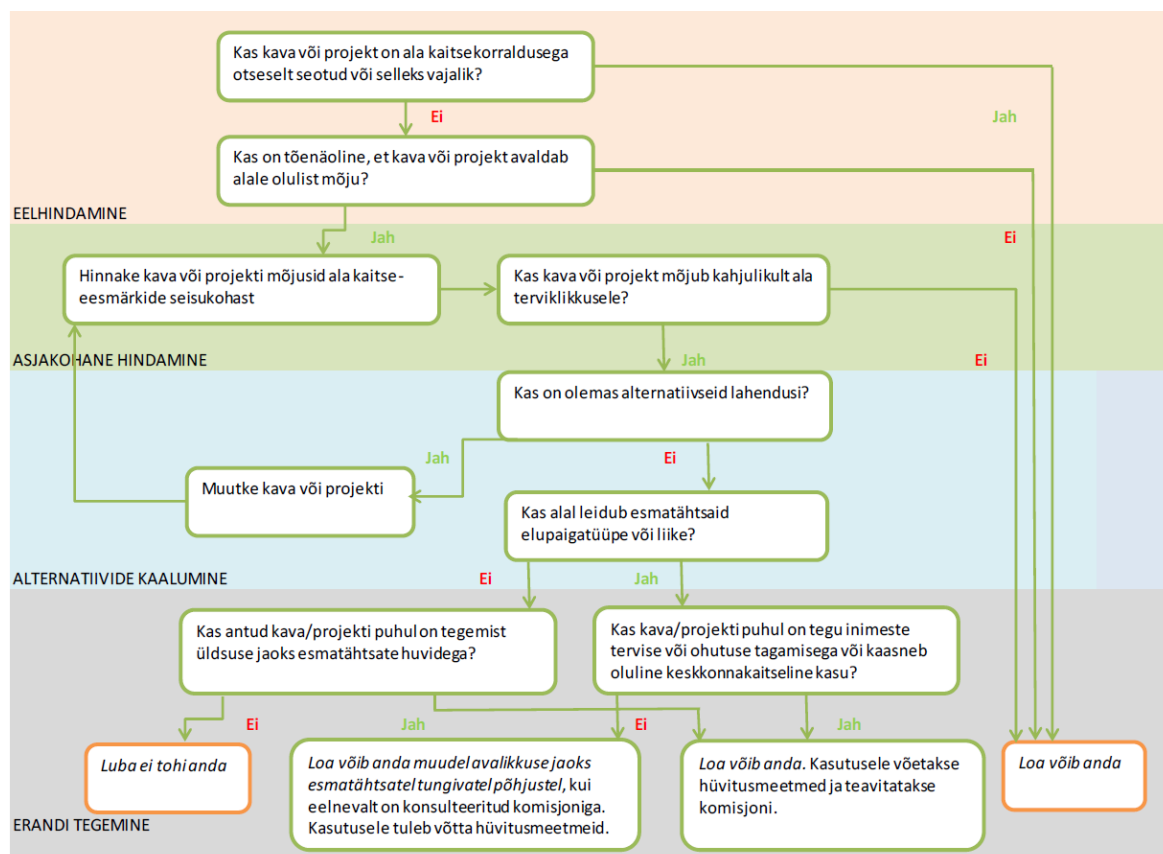 Kas kava või projekt on ala kaitsekorraldusega
otseselt seotud või selleks vajalik?
Ei
Jah
Kas on tõenäoline, et kava või projekt avaldab
alale olulist mõju?
EELHINDAMINE
Jah
Ei
Hinnake kava või projekti mõjusid ala kaitse-
eesmärkide seisukohast
Kas kava või projekt mõjub kahjulikult ala
terviklikkusele?
ASJAKOHANE HINDAMINE
Jah
Ei
Kas on olemas alternatiivseid lahendusi?
Jah
Ei
Muutke kava või projekti
Kas alal leidub esmatähtsaid
elupaigatüüpe või liike?
ALTERNATIIVIDE KAALUMINE
Ei
Jah
Kas antud kava/projekti puhul on tegemist
üldsuse jaoks esmatähtsate huvidega?
Kas kava/projekti puhul on tegu inimeste
tervise või ohutuse tagamisega või kaasneb
oluline keskkonnakaitseline kasu?
Ei
Jah
Ei
Jah
Luba ei tohi anda
Loa võib anda muudel avalikkuse jaoks
esmatähtsatel tungivatel põhjustel, kui
eelnevalt on konsulteeritud komisjoniga.
Kasutusele tuleb võtta hüvitusmeetmeid.
Loa võib anda. Kasutusele võetakse
hüvitusmeetmed ja teavitatakse
komisjoni.
Loa võib anda
ERANDI TEGEMINE